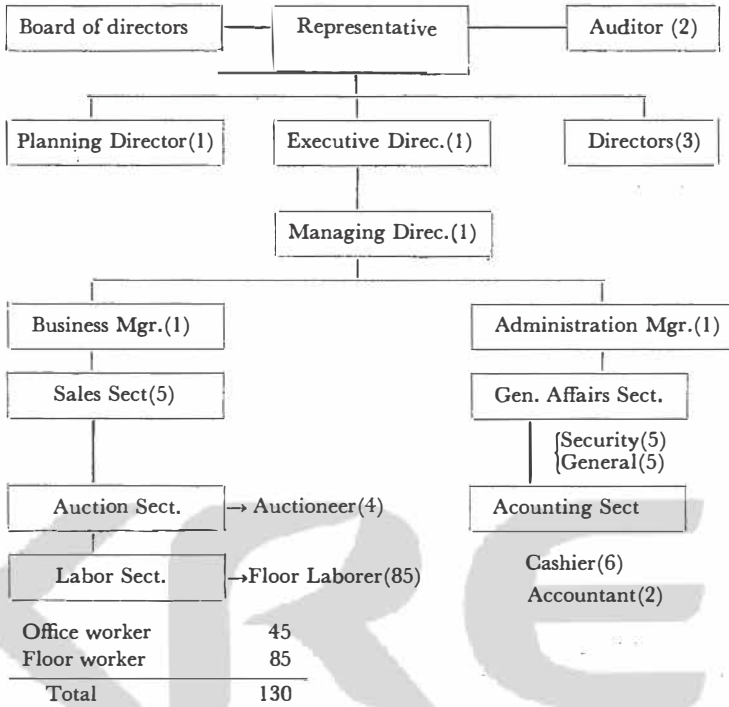 Board of directors
Representative
Auditor (2)
Planning Director(1)
Executive Direc.(1)
Directors(3)
Managing Direc.(1)
Business Mgr.(1)
Administration Mgr.(1)
Sales Sect(5)
Gen. Affairs Sect.
Security(5)
General(5)
Auction Sect. → Auctioneer(4)
Acounting Sect
Labor Sect. →Floor Laborer(85)
Cashier(6)
Accountant(2)
Office worker 45
Floor worker 85
Total 130
KRE